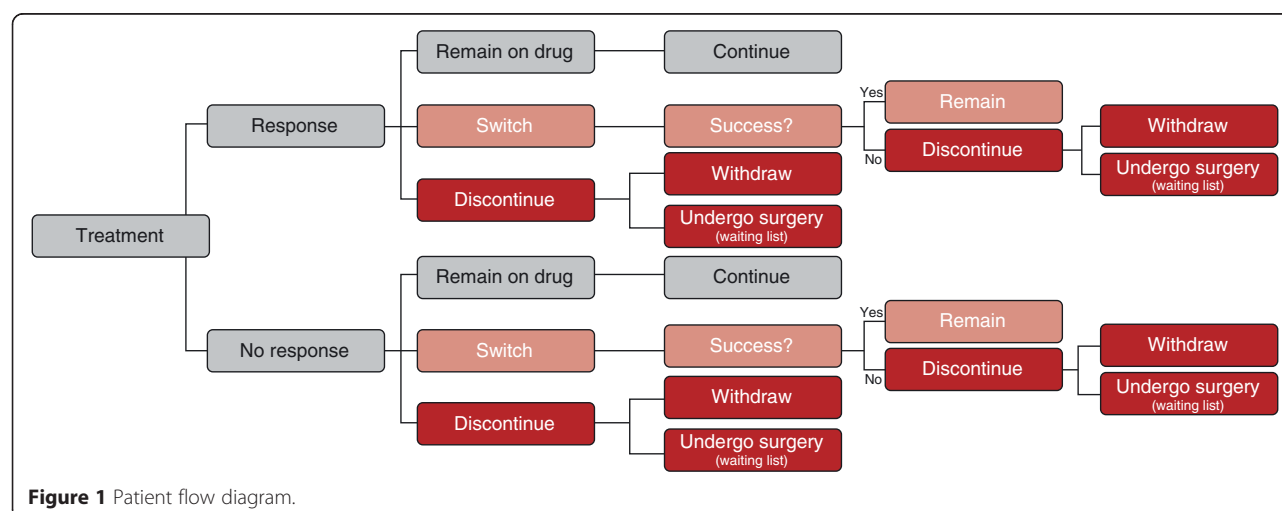 Remain on drug
Continue
Yes
Remain
Response
Switch
Success?
Withdraw
No
Discontinue
Withdraw
Undergo surgery
(waiting list)
Discontinue
Undergo surgery
(waiting list)
Treatment
Remain on drug
Continue
Yes
Remain
No response
Switch
Success?
Withdraw
No
Discontinue
Withdraw
Undergo surgery
(waiting list)
Discontinue
Undergo surgery
(waiting list)
Figure 1 Patient flow diagram.